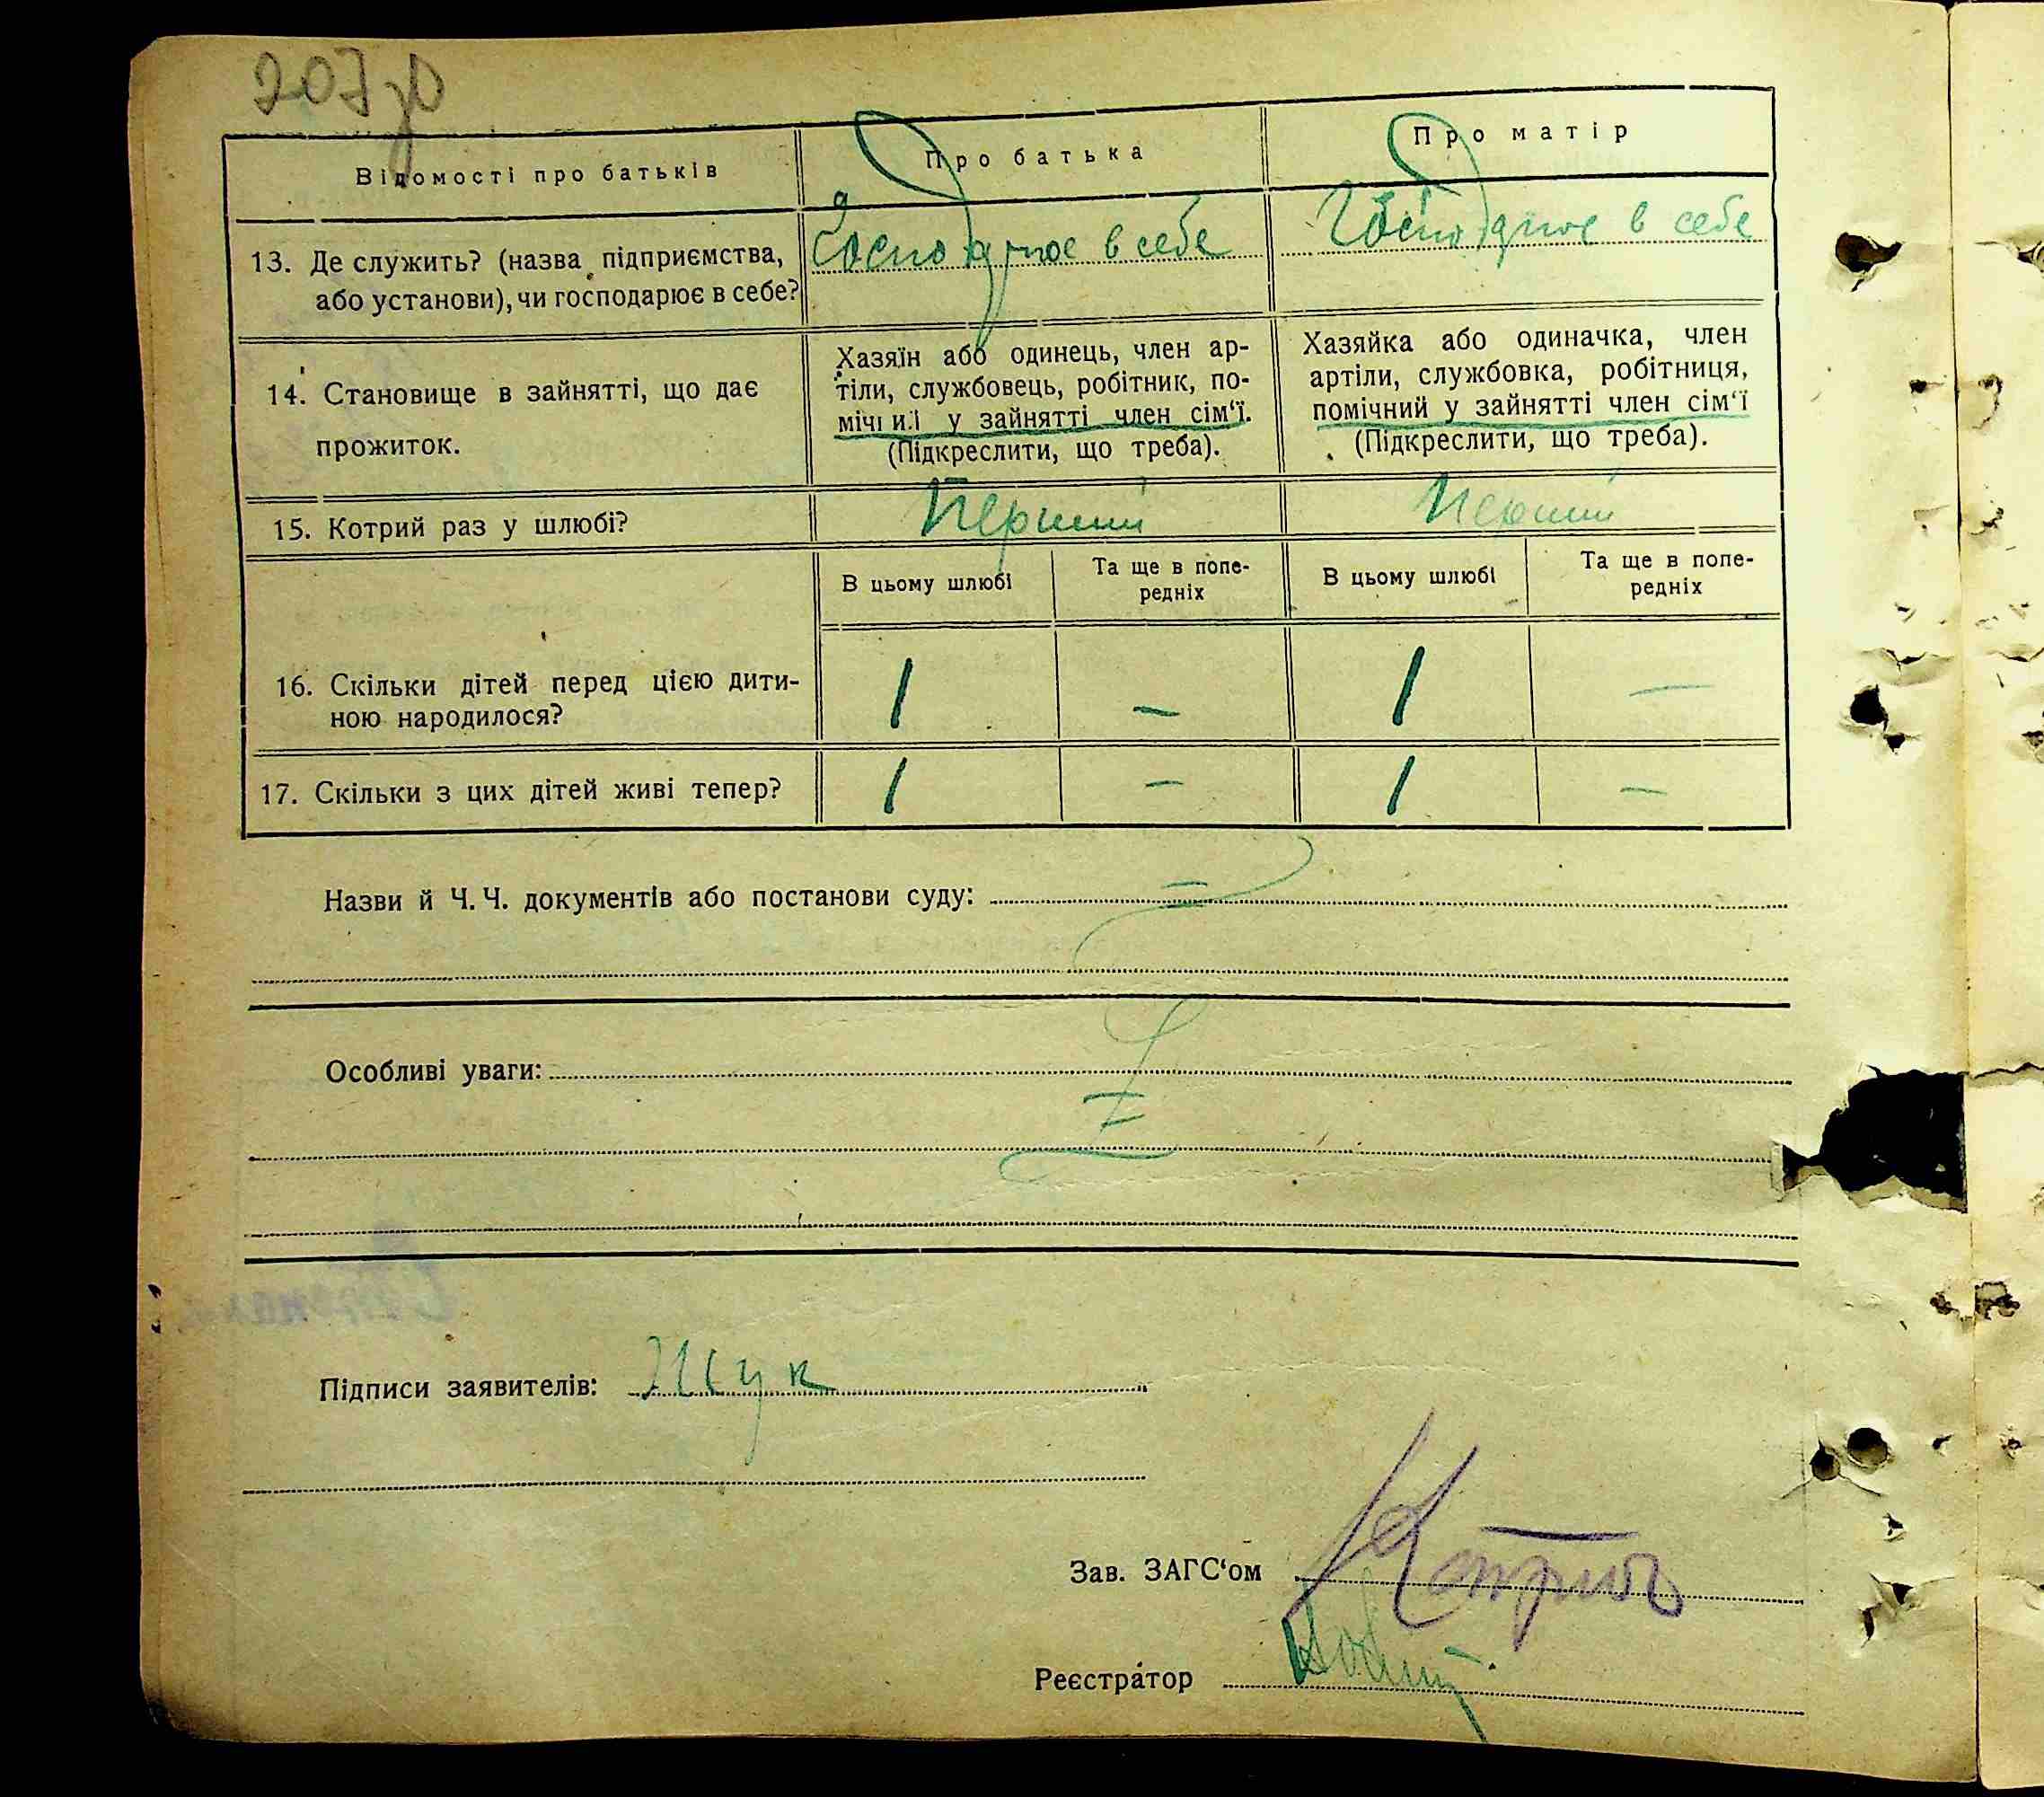 207зв
Відомості про батьків
Про батька
Про матір
13. Де служить? (назва підприємства,
або установи), чи господарює в себе?
Господарює в себе
Господарює в себе
14. Становище в зайнятті, що дає
прожиток.
Хазяїн або одинець, член ар-
тіли, службовець, робітник, по-
мічний у зайнятті член сім‘ї.
(Підкреслити, що треба).
Хазяйка або одиначка, член
артіли, службовка, робітниця,
помічний у зайнятті член сім‘ї
(Підкреслити, що треба).
15. Котрий раз у шлюбі?
Перший
Перший
В цьому шлюбі
Та ще в попе-
редніх
В цьому шлюбі
Та ще в попе-
редніх
16. Скільки дітей перед цією дити-
ною народилося?
1 – 1 –
17. Скільки з цих дітей живі тепер?
1 – 1 –
Назви й Ч. Ч. документів або постанови суду:
Особливі уваги:
Підписи заявителів: Жук
Зав. ЗАГС‘ом
Реєстратор